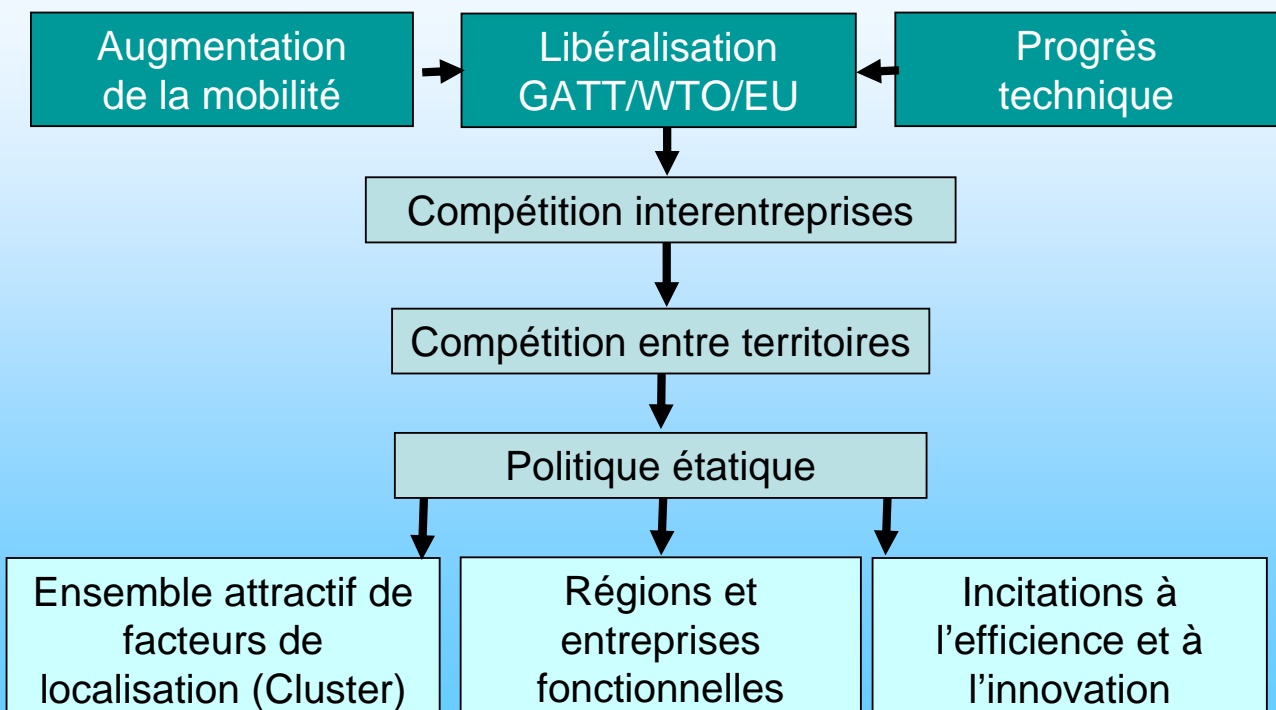 Augmentation
de la mobilité
Libéralisation
GATT/WTO/EU
Progrès
technique
Compétition interentreprises
Compétition entre territoires
Politique étatique
Ensemble attractif de
facteurs de
localisation (Cluster)
Régions et
entreprises
fonctionnelles
Incitations à
l’efficience et à
l’innovation